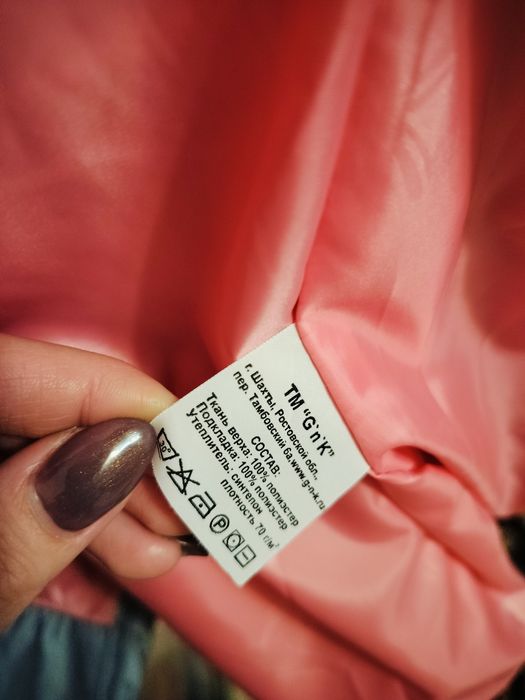 ТМ "G`n'K"
г. Шахты, Ростовской обл.,
пер. Тамбовский 6а,www.g-n-k.ru
СОСТАВ:
Ткань верха: 100% полиэстер
Подкладка: 100% полиэстер
утеплитель: синтепон
плотность 70 г/м²
30° P